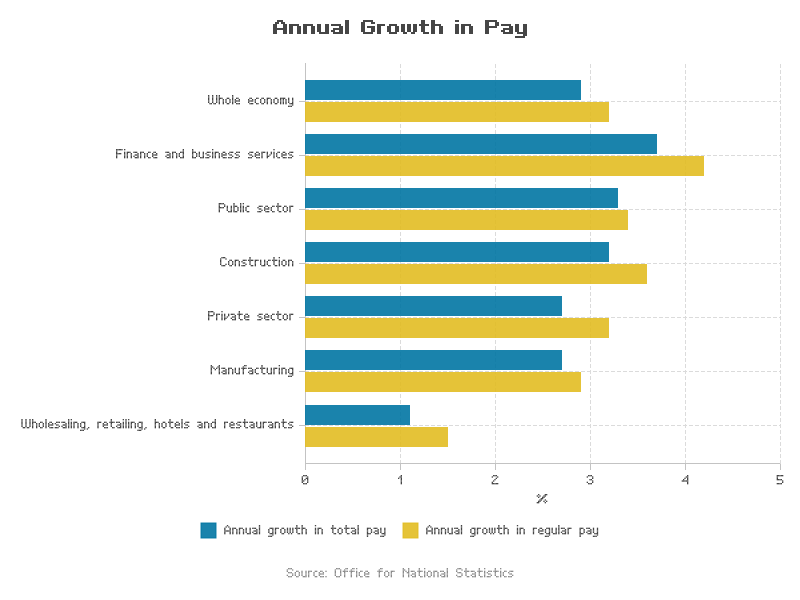 Annual Growth in Pay
Whole economy
Finance and business services
Public sector
Construction
Private sector
Manufacturing
Wholesaling, retailing, hotels and restaurants
0 1 2 3 4 5
%
Annual growth in total pay Annual growth in regular pay
Source: Office for National Statistics